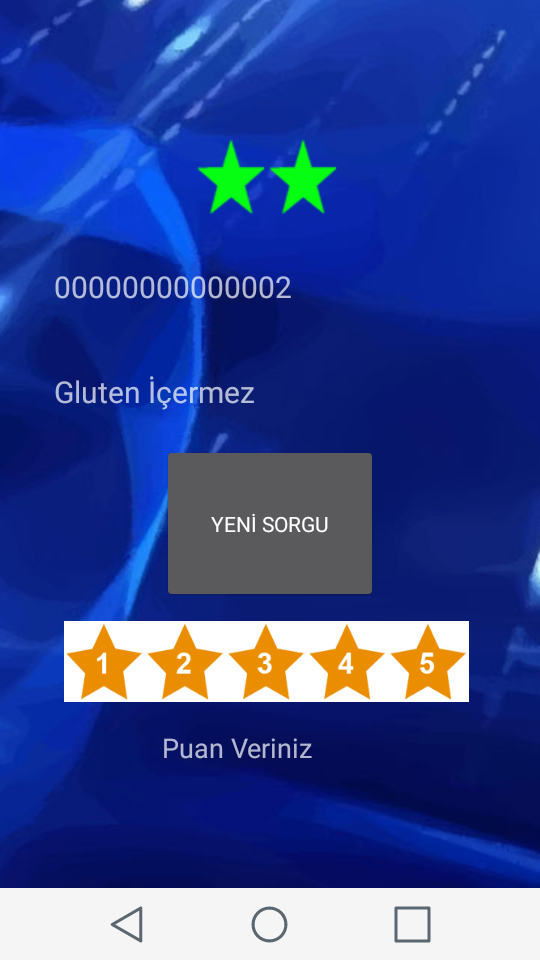 00000000000002
Gluten İçermez
YENİ SORGU
1 2 3 4 5
Puan Veriniz